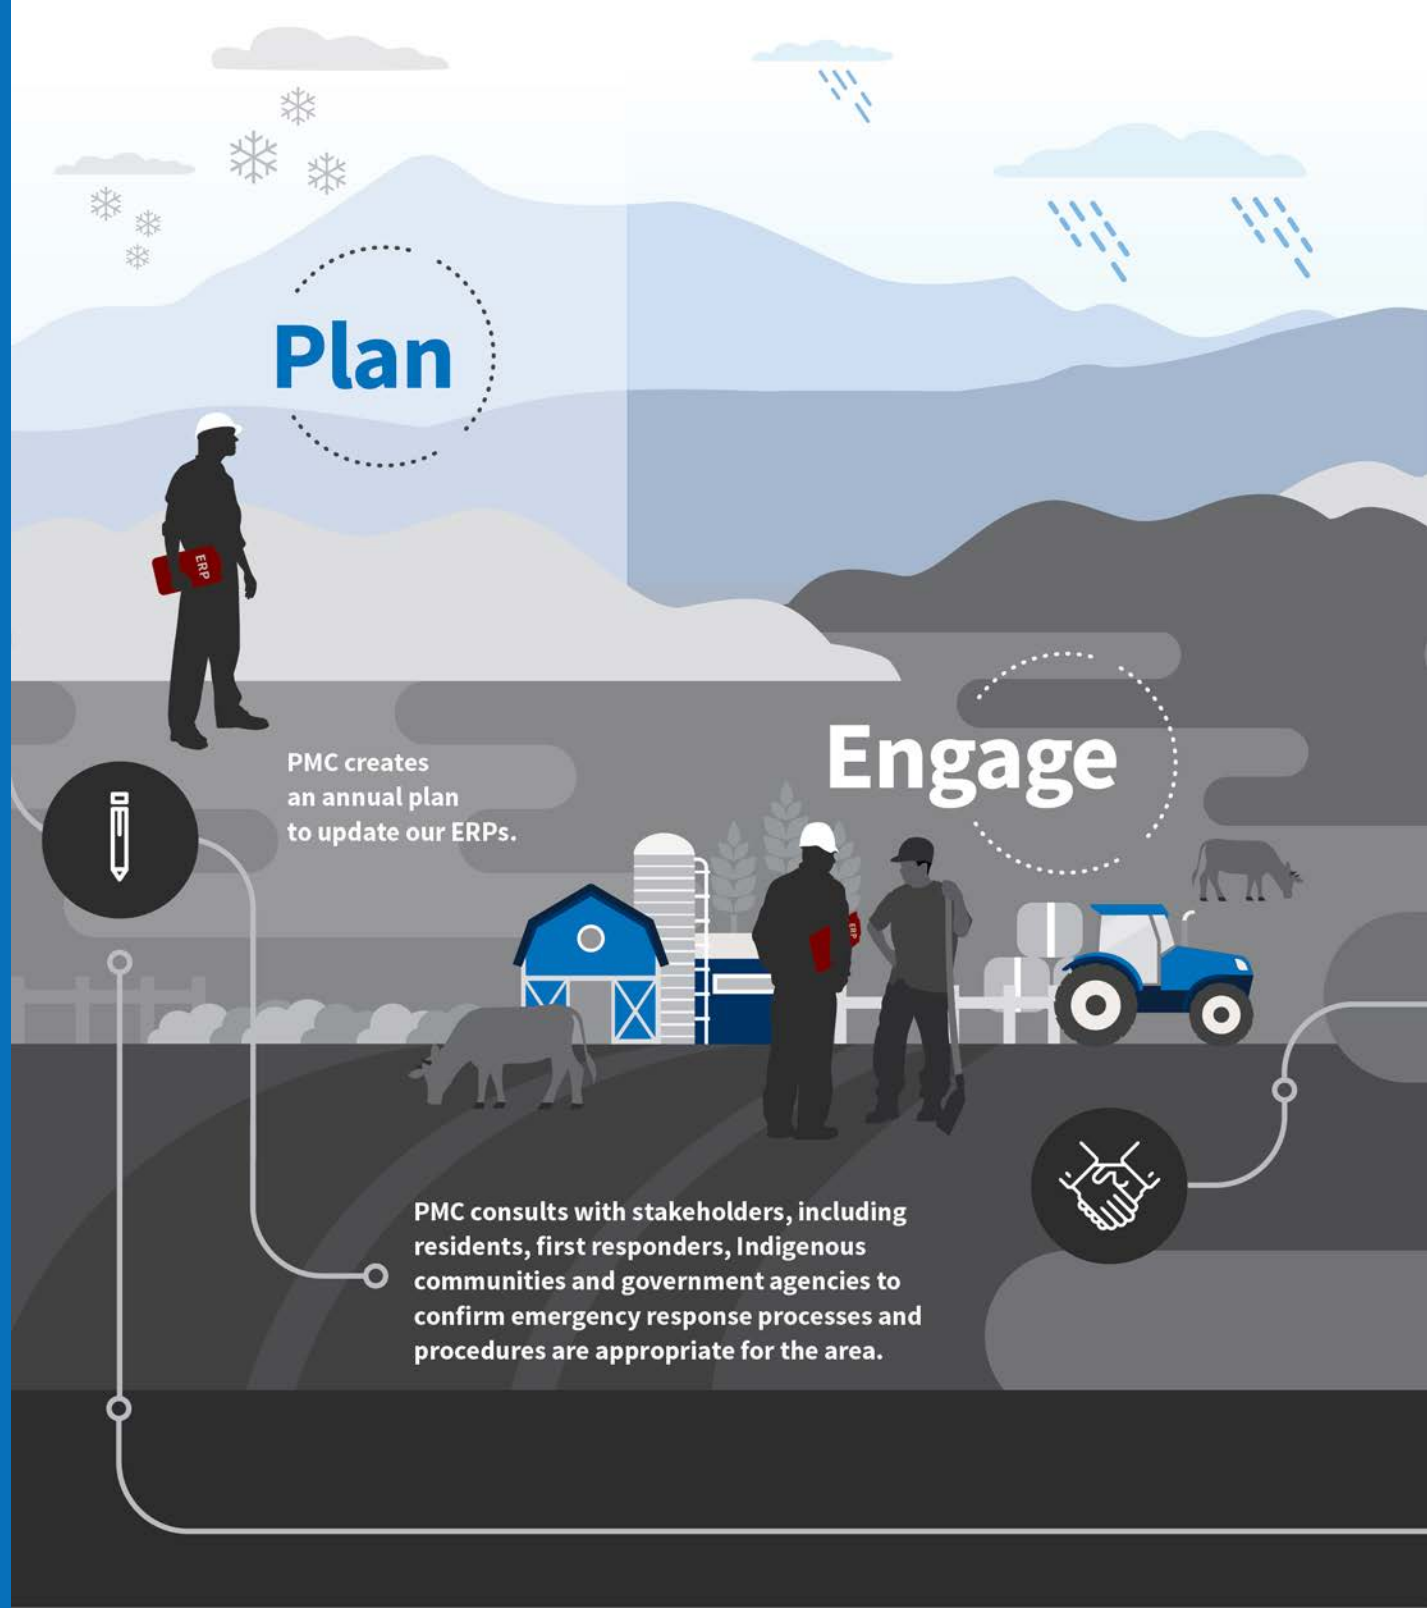 Plan
ERP
PMC creates
an annual plan
to update our ERPs.
Engage
ERP
PMC consults with stakeholders, including
residents, first responders, Indigenous
communities and government agencies to
confirm emergency response processes and
procedures are appropriate for the area.